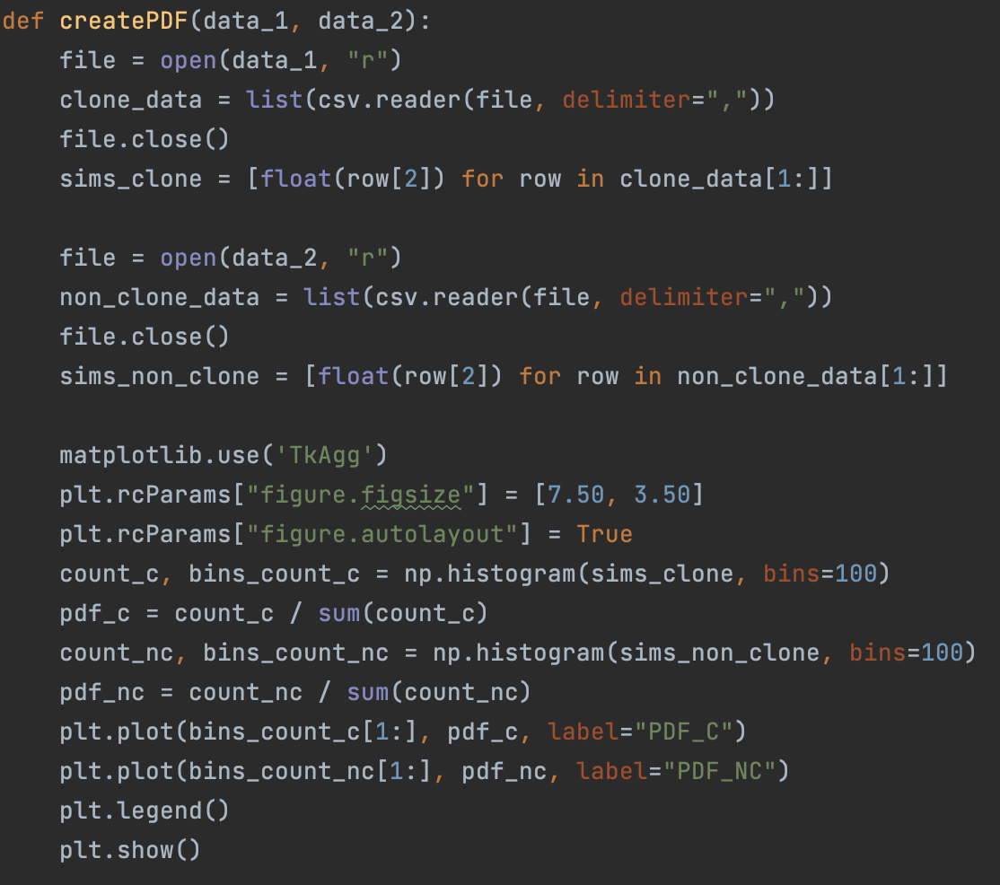 def createPDF(data_1, data_2):
    file = open(data_1, "r")
    clone_data = list(csv.reader(file, delimiter=","))
    file.close()
    sims_clone = [float(row[2]) for row in clone_data[1:]]

    file = open(data_2, "r")
    non_clone_data = list(csv.reader(file, delimiter=","))
    file.close()
    sims_non_clone = [float(row[2]) for row in non_clone_data[1:]]

    matplotlib.use('TkAgg')
    plt.rcParams["figure.figsize"] = [7.50, 3.50]
    plt.rcParams["figure.autolayout"] = True
    count_c, bins_count_c = np.histogram(sims_clone, bins=100)
    pdf_c = count_c / sum(count_c)
    count_nc, bins_count_nc = np.histogram(sims_non_clone, bins=100)
    pdf_nc = count_nc / sum(count_nc)
    plt.plot(bins_count_c[1:], pdf_c, label="PDF_C")
    plt.plot(bins_count_nc[1:], pdf_nc, label="PDF_NC")
    plt.legend()
    plt.show()